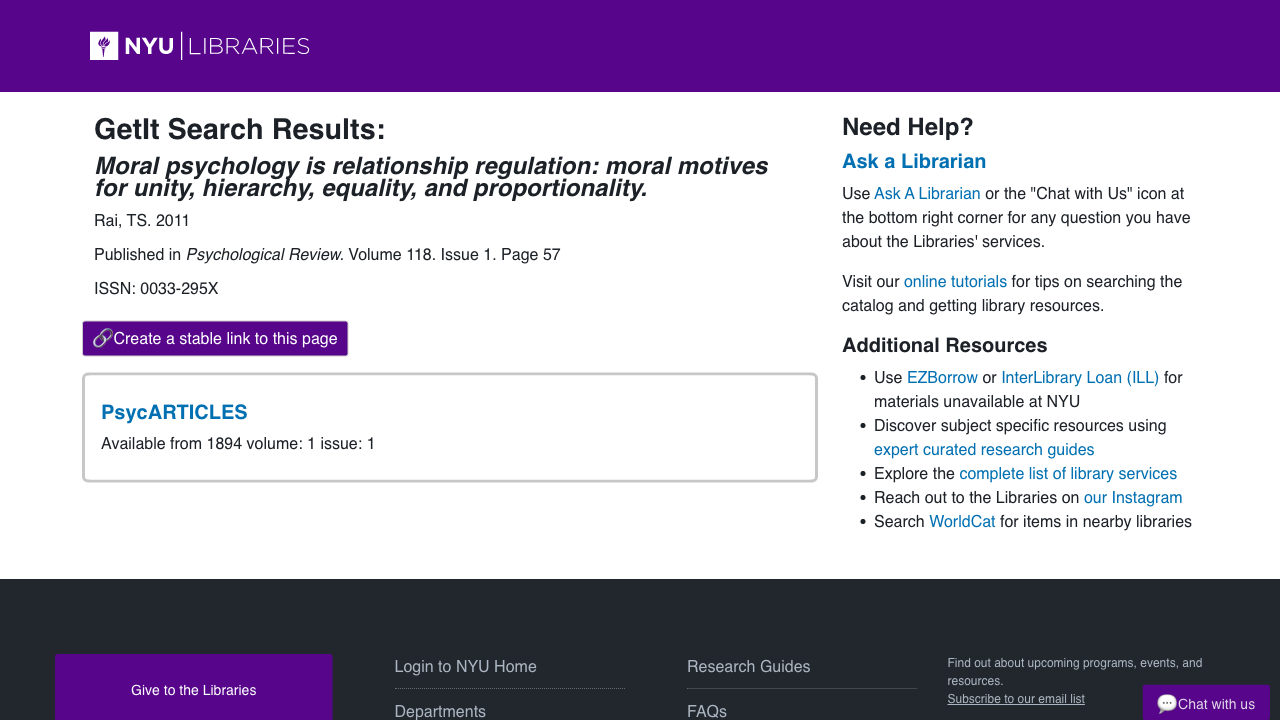 NYU LIBRARIES
GetIt Search Results:
Moral psychology is relationship regulation: moral motives
for unity, hierarchy, equality, and proportionality.
Rai, TS. 2011
Published in Psychological Review. Volume 118. Issue 1. Page 57
ISSN: 0033-295X
Create a stable link to this page
PsycARTICLES
Available from 1894 volume: 1 issue: 1
Need Help?
Ask a Librarian
Use Ask A Librarian or the "Chat with Us" icon at
the bottom right corner for any question you have
about the Libraries' services.
Visit our online tutorials for tips on searching the
catalog and getting library resources.
Additional Resources
• Use EZBorrow or InterLibrary Loan (ILL) for
materials unavailable at NYU
• Discover subject specific resources using
expert curated research guides
• Explore the complete list of library services
• Reach out to the Libraries on our Instagram
• Search WorldCat for items in nearby libraries
Give to the Libraries
Login to NYU Home
Departments
Research Guides
FAQs
Find out about upcoming programs, events, and
resources.
Subscribe to our email list
Chat with us